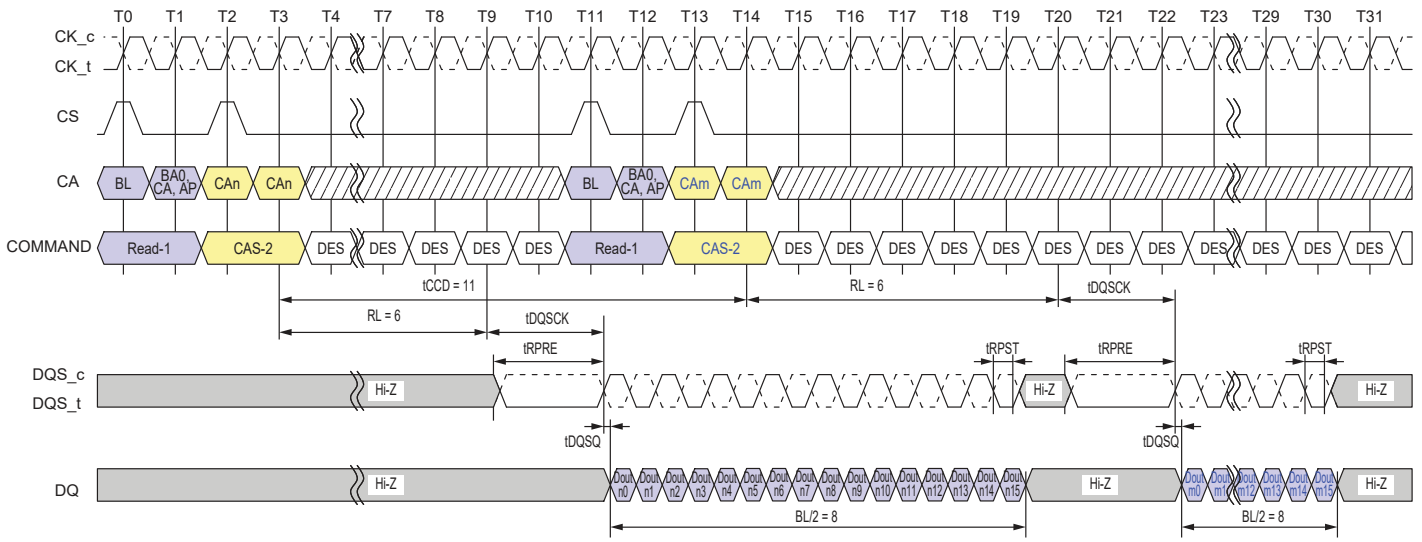 T0 T1 T2 T3 T4 T7 T8 T9 T10 T11 T12 T13 T14 T15 T16 T17 T18 T19 T20 T21 T22 T23 T29 T30 T31
CK_c
CK_t
CS
CA BL BA0, CA, AP CAn CAn BL BA0, CA, AP CAm CAm
COMMAND Read-1 CAS-2 DES DES DES DES DES Read-1 CAS-2 DES DES DES DES DES DES DES DES DES DES DES DES
tCCD = 11 RL = 6 tDQSCK
RL = 6 tDQSCK
tRPRE tRPST tRPRE tRPST
DQS_c
DQS_t
Hi-Z Hi-Z Hi-Z
tDQSQ tDQSQ
DQ Hi-Z Dout n0 Dout n1 Dout n2 Dout n3 Dout n4 Dout n5 Dout n6 Dout n7 Dout n8 Dout n9 Dout n10 Dout n11 Dout n12 Dout n13 Dout n14 Dout n15 Hi-Z Dout m0 Dout m1 Dout m12 Dout m13 Dout m14 Dout m15 Hi-Z
BL/2 = 8 BL/2 = 8